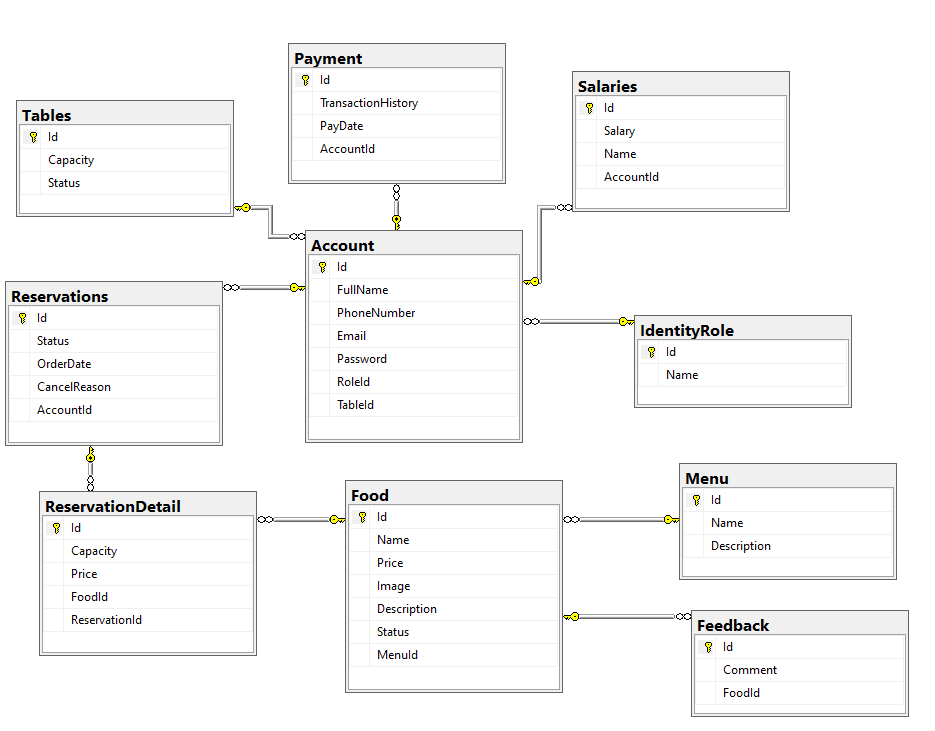 Payment
Id
TransactionHistory
PayDate
AccountId
Salaries
Id
Salary
Name
AccountId
Tables
Id
Capacity
Status
Account
Id
FullName
PhoneNumber
Email
Password
RoleId
TableId
Reservations
Id
Status
OrderDate
CancelReason
AccountId
IdentityRole
Id
Name
ReservationDetail
Id
Capacity
Price
FoodId
ReservationId
Food
Id
Name
Price
Image
Description
Status
MenuId
Menu
Id
Name
Description
Feedback
Id
Comment
FoodId